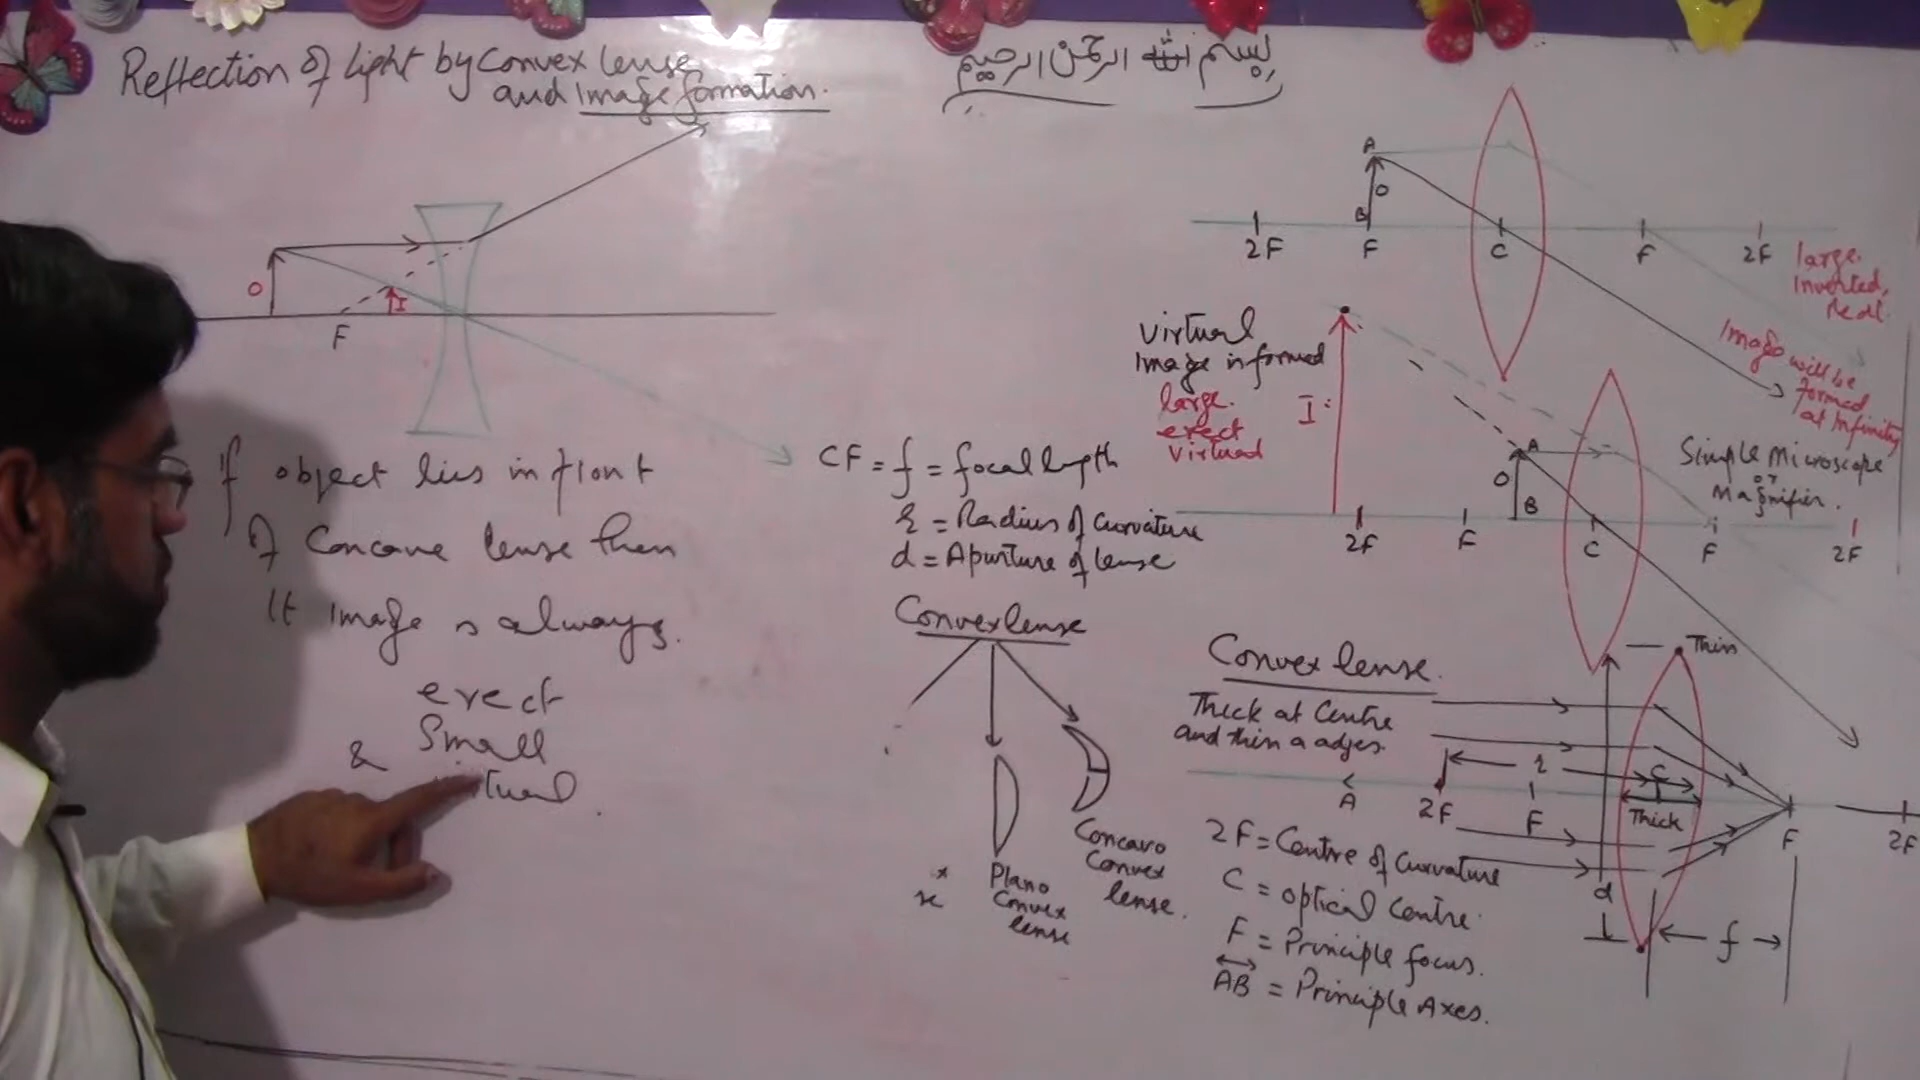 Reflection of light by Convex lense
and Image formation.
بسم الله الرحمن الرحيم
O
I
F
If object lies in front
of Concave lense then
It image is always.
erect
Small
&
CF = f = focal length
r = Radius of Curvature
d = Aparture of lense
Convex lense
Plano
Convex
lense
Concavo
Convex
lense.
A
O
B
2F
F
C
F
2F
large.
Inverted,
Real.
Image will be
formed
at infinity
Virtual
Image is formed
large.
erect
Virtual
I
A
O
B
2F
F
C
F
2F
Simple Microscope
or
Magnifier.
Convex lense.
Thick at Centre
and thin a adjes.
Thin
r
C
A
2F
F
Thick
F
2F
d
f
2F = Centre of Curvature
C = optical Centre.
F = Principle focus.
AB = Principle Axes.